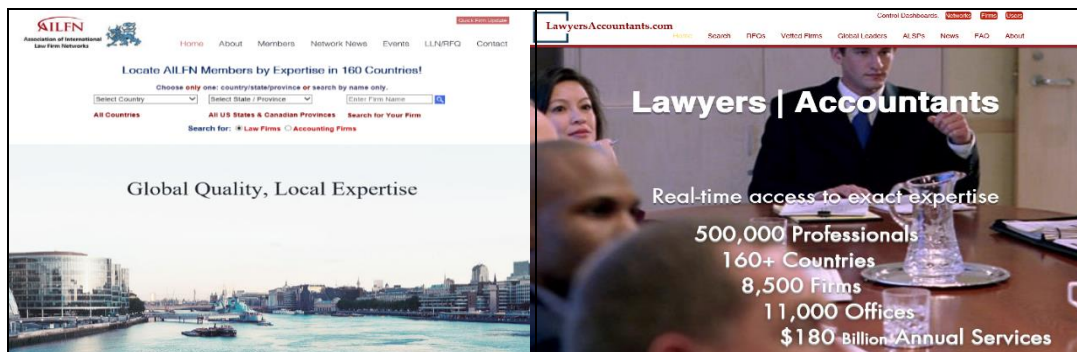 AILFN
Association of International
Law Firm Networks
Quick Firm Update
Home About Members Network News Events LLN/RFQ Contact
Locate AILFN Members by Expertise in 160 Countries!
Choose only one: country/state/province or search by name only.
Select Country Select State / Province Enter Firm Name
All Countries All US States & Canadian Provinces Search for Your Firm
Search for: Law Firms Accounting Firms
Global Quality, Local Expertise
LawyersAccountants.com
Control Dashboards: Networks Firms Users
Home Search RFQs Vetted Firms Global Leaders ALSPs News FAQ About
Lawyers | Accountants
Real-time access to exact expertise
500,000 Professionals
160+ Countries
8,500 Firms
11,000 Offices
$180 Billion Annual Services